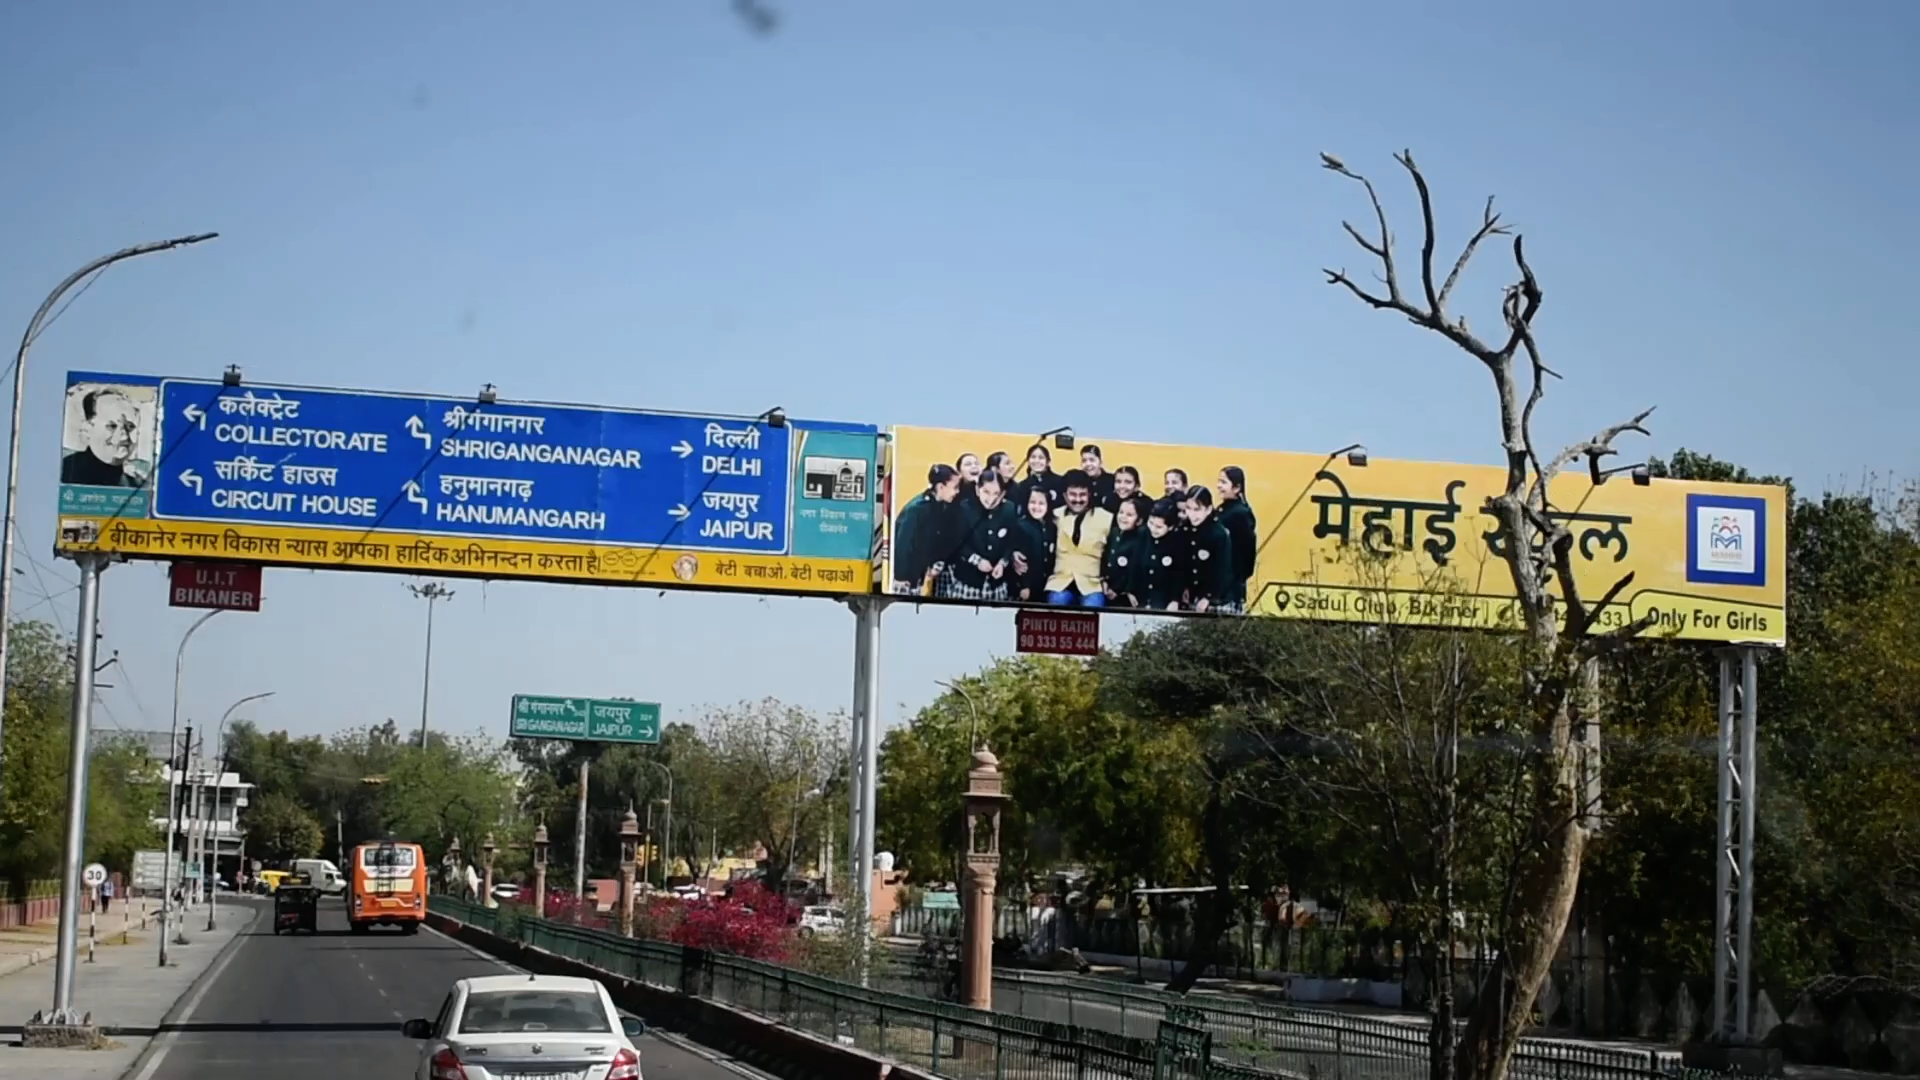 कलैक्ट्रेट
COLLECTORATE
सर्किट हाउस
CIRCUIT HOUSE
श्रीगंगानगर
SHRIGANGANAGAR
हनुमानगढ़
HANUMANGARH
दिल्ली
DELHI
जयपुर
JAIPUR
बीकानेर नगर विकास न्यास आपका हार्दिक अभिनन्दन करता है।
बेटी बचाओ, बेटी पढ़ाओ
U.I.T
BIKANER
मेहाई स्कूल
Sadul Club, Bikaner
Only For Girls
PINTU RATHI
90 333 55 444
श्री गंगानगर
SRIGANGANAGAR
जयपुर
JAIPUR
30